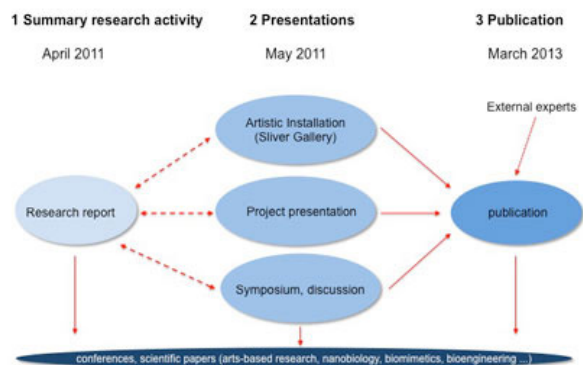 1 Summary research activity
2 Presentations
3 Publication
April 2011
May 2011
March 2013
External experts
Artistic Installation
(Sliver Gallery)
Research report
Project presentation
publication
Symposium, discussion
conferences, scientific papers (arts-based research, nanobiology, biomimetics, bioengineering ...)